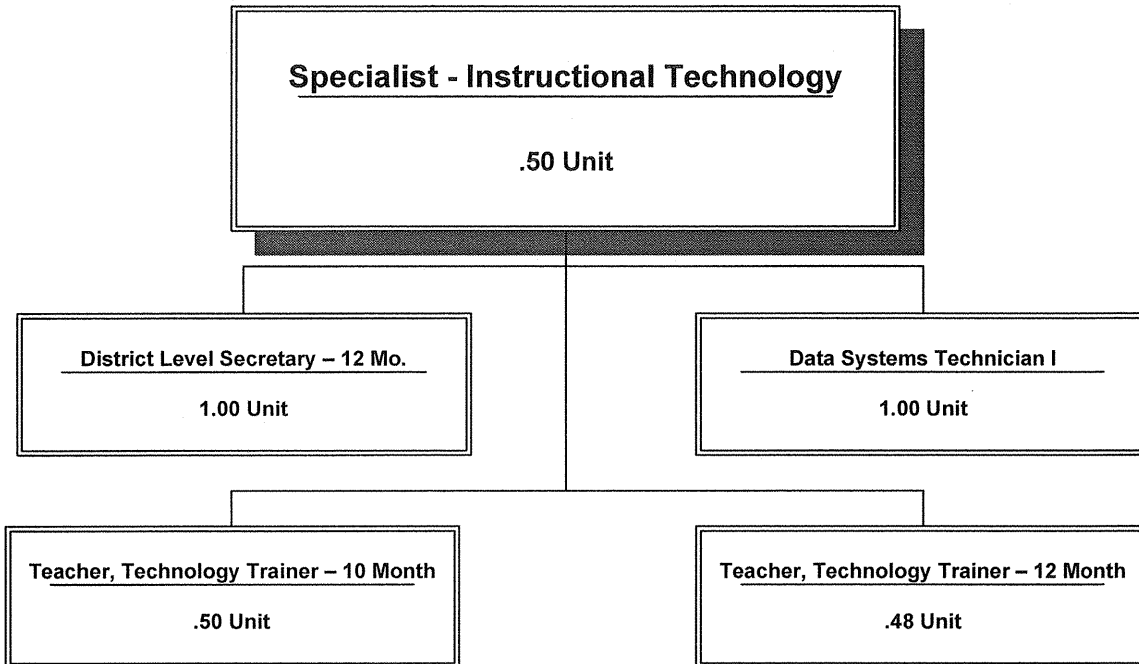 Specialist - Instructional Technology
.50 Unit
District Level Secretary – 12 Mo.
1.00 Unit
Data Systems Technician I
1.00 Unit
Teacher, Technology Trainer – 10 Month
.50 Unit
Teacher, Technology Trainer – 12 Month
.48 Unit